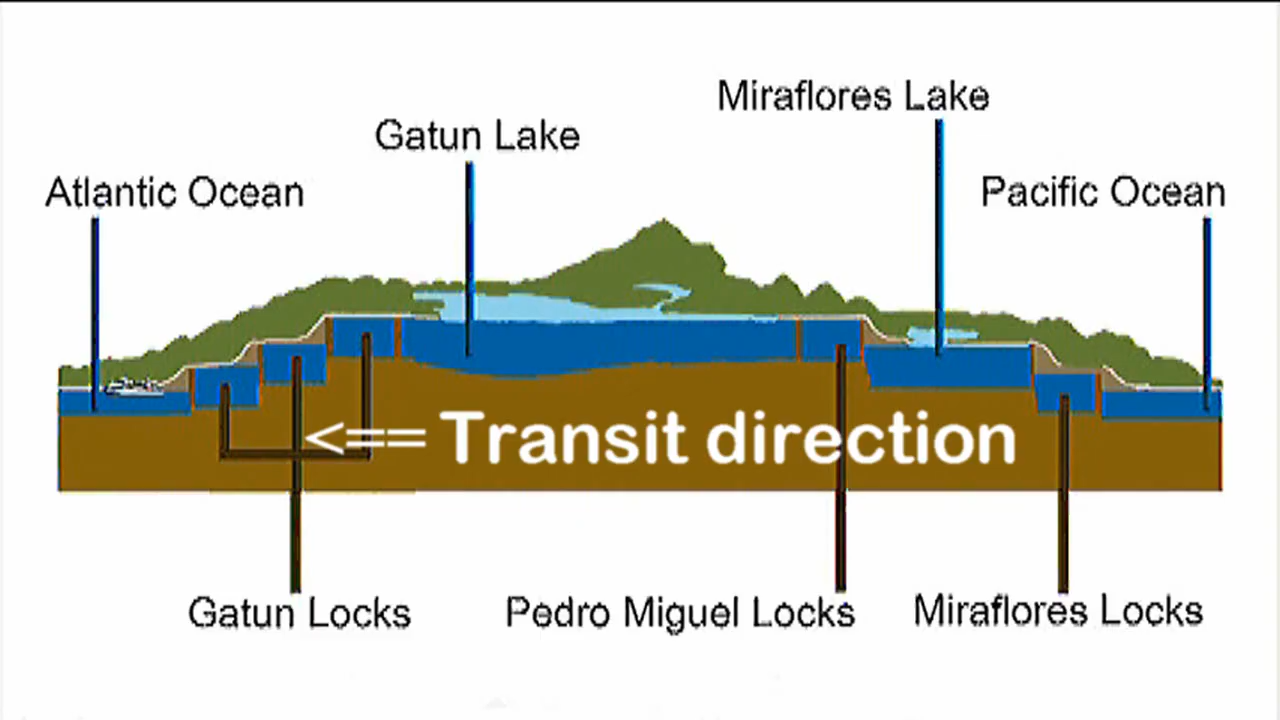 Miraflores Lake
Gatun Lake
Atlantic Ocean
Pacific Ocean
<== Transit direction
Gatun Locks
Pedro Miguel Locks
Miraflores Locks